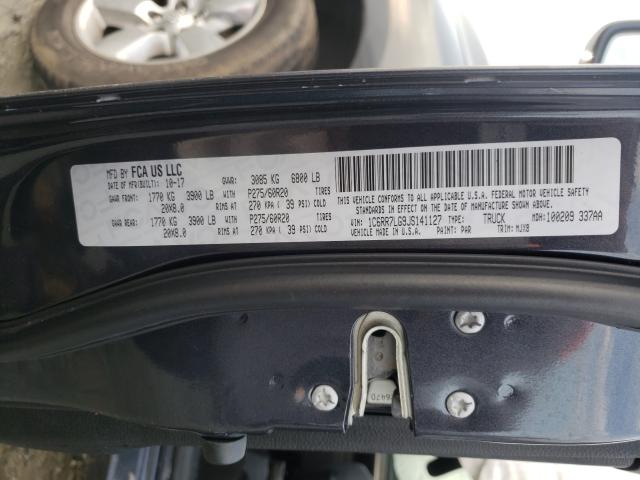 MFD BY FCA US LLC
DATE OF MFR(BUILT): 10-17 GVWR: 3085 KG 6800 LB
GAWR FRONT: 1770 KG 3900 LB WITH P275/60R20 TIRES
20X8.0 RIMS AT 270 KPA ( 39 PSI) COLD
GAWR REAR: 1770 KG 3900 LB WITH P275/60R20 TIRES
20X8.0 RIMS AT 270 KPA ( 39 PSI) COLD
THIS VEHICLE CONFORMS TO ALL APPLICABLE U.S.A. FEDERAL MOTOR VEHICLE SAFETY
STANDARDS IN EFFECT ON THE DATE OF MANUFACTURE SHOWN ABOVE.
VIN: 1C6RR7LG9JS141127 TYPE: TRUCK MDH:100209 337AA
VEHICLE MADE IN U.S.A. PAINT: PAR TRIM: MJX8
6470